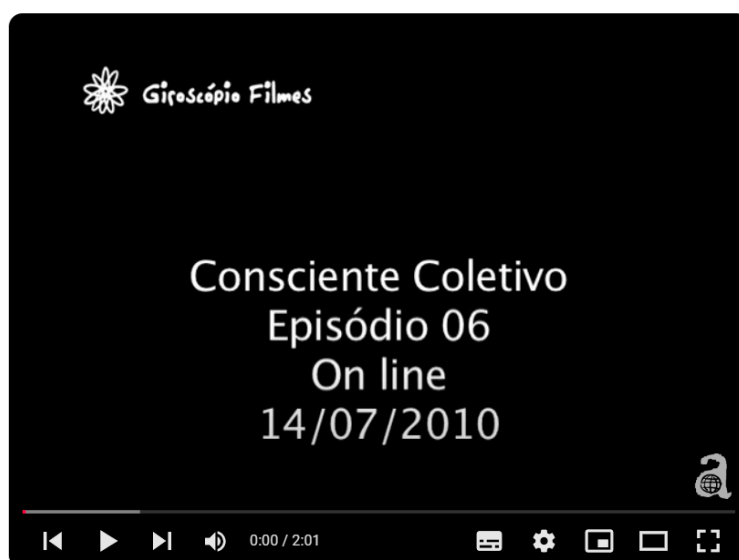 Giroscópio Filmes
Consciente Coletivo
Episódio 06
On line
14/07/2010
a
0:00 / 2:01